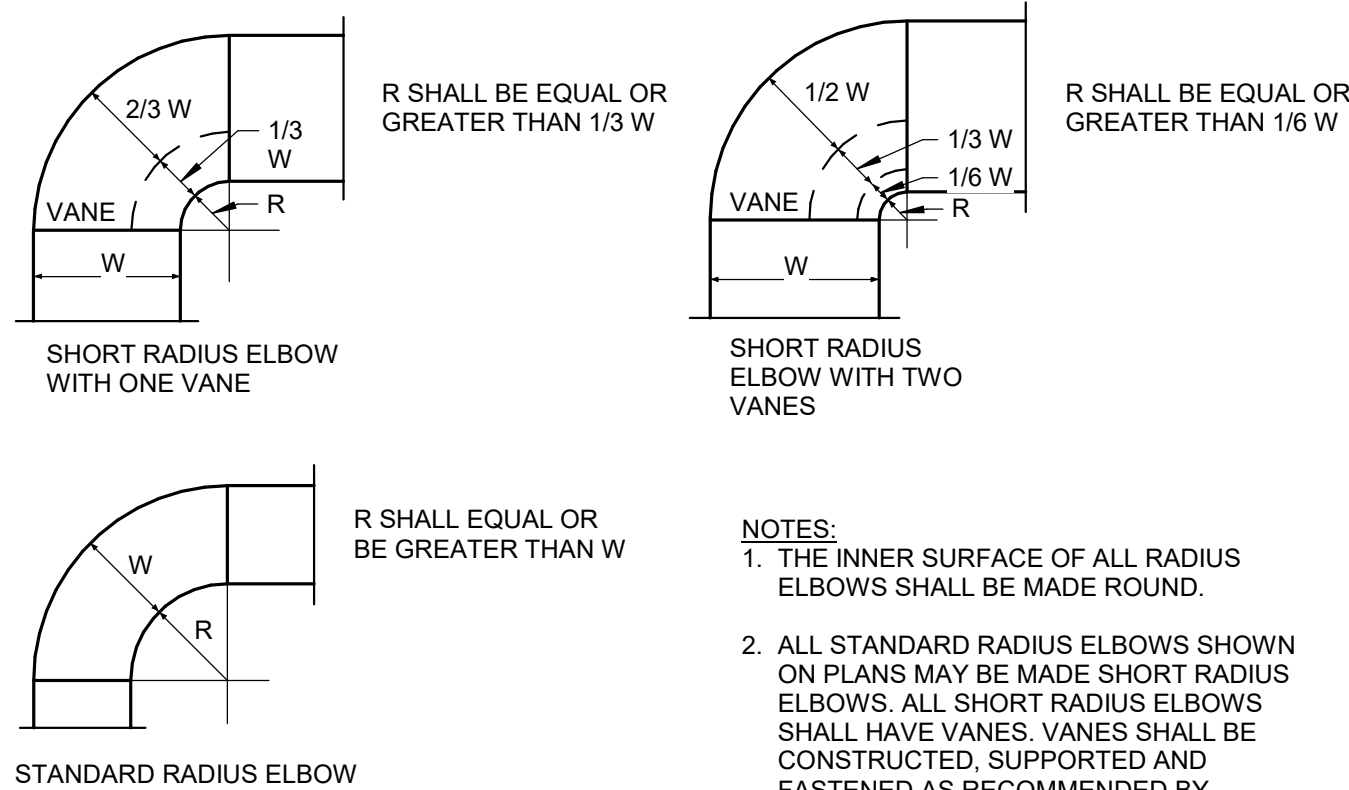 2/3 W
1/3
W
R
VANE
W
R SHALL BE EQUAL OR
GREATER THAN 1/3 W
SHORT RADIUS ELBOW
WITH ONE VANE
1/2 W
1/3 W
1/6 W
R
VANE
W
R SHALL BE EQUAL OR
GREATER THAN 1/6 W
SHORT RADIUS
ELBOW WITH TWO
VANES
W
R
R SHALL EQUAL OR
BE GREATER THAN W
STANDARD RADIUS ELBOW
NOTES:
1. THE INNER SURFACE OF ALL RADIUS
ELBOWS SHALL BE MADE ROUND.
2. ALL STANDARD RADIUS ELBOWS SHOWN
ON PLANS MAY BE MADE SHORT RADIUS
ELBOWS. ALL SHORT RADIUS ELBOWS
SHALL HAVE VANES. VANES SHALL BE
CONSTRUCTED, SUPPORTED AND
FASTENED AS RECOMMENDED BY